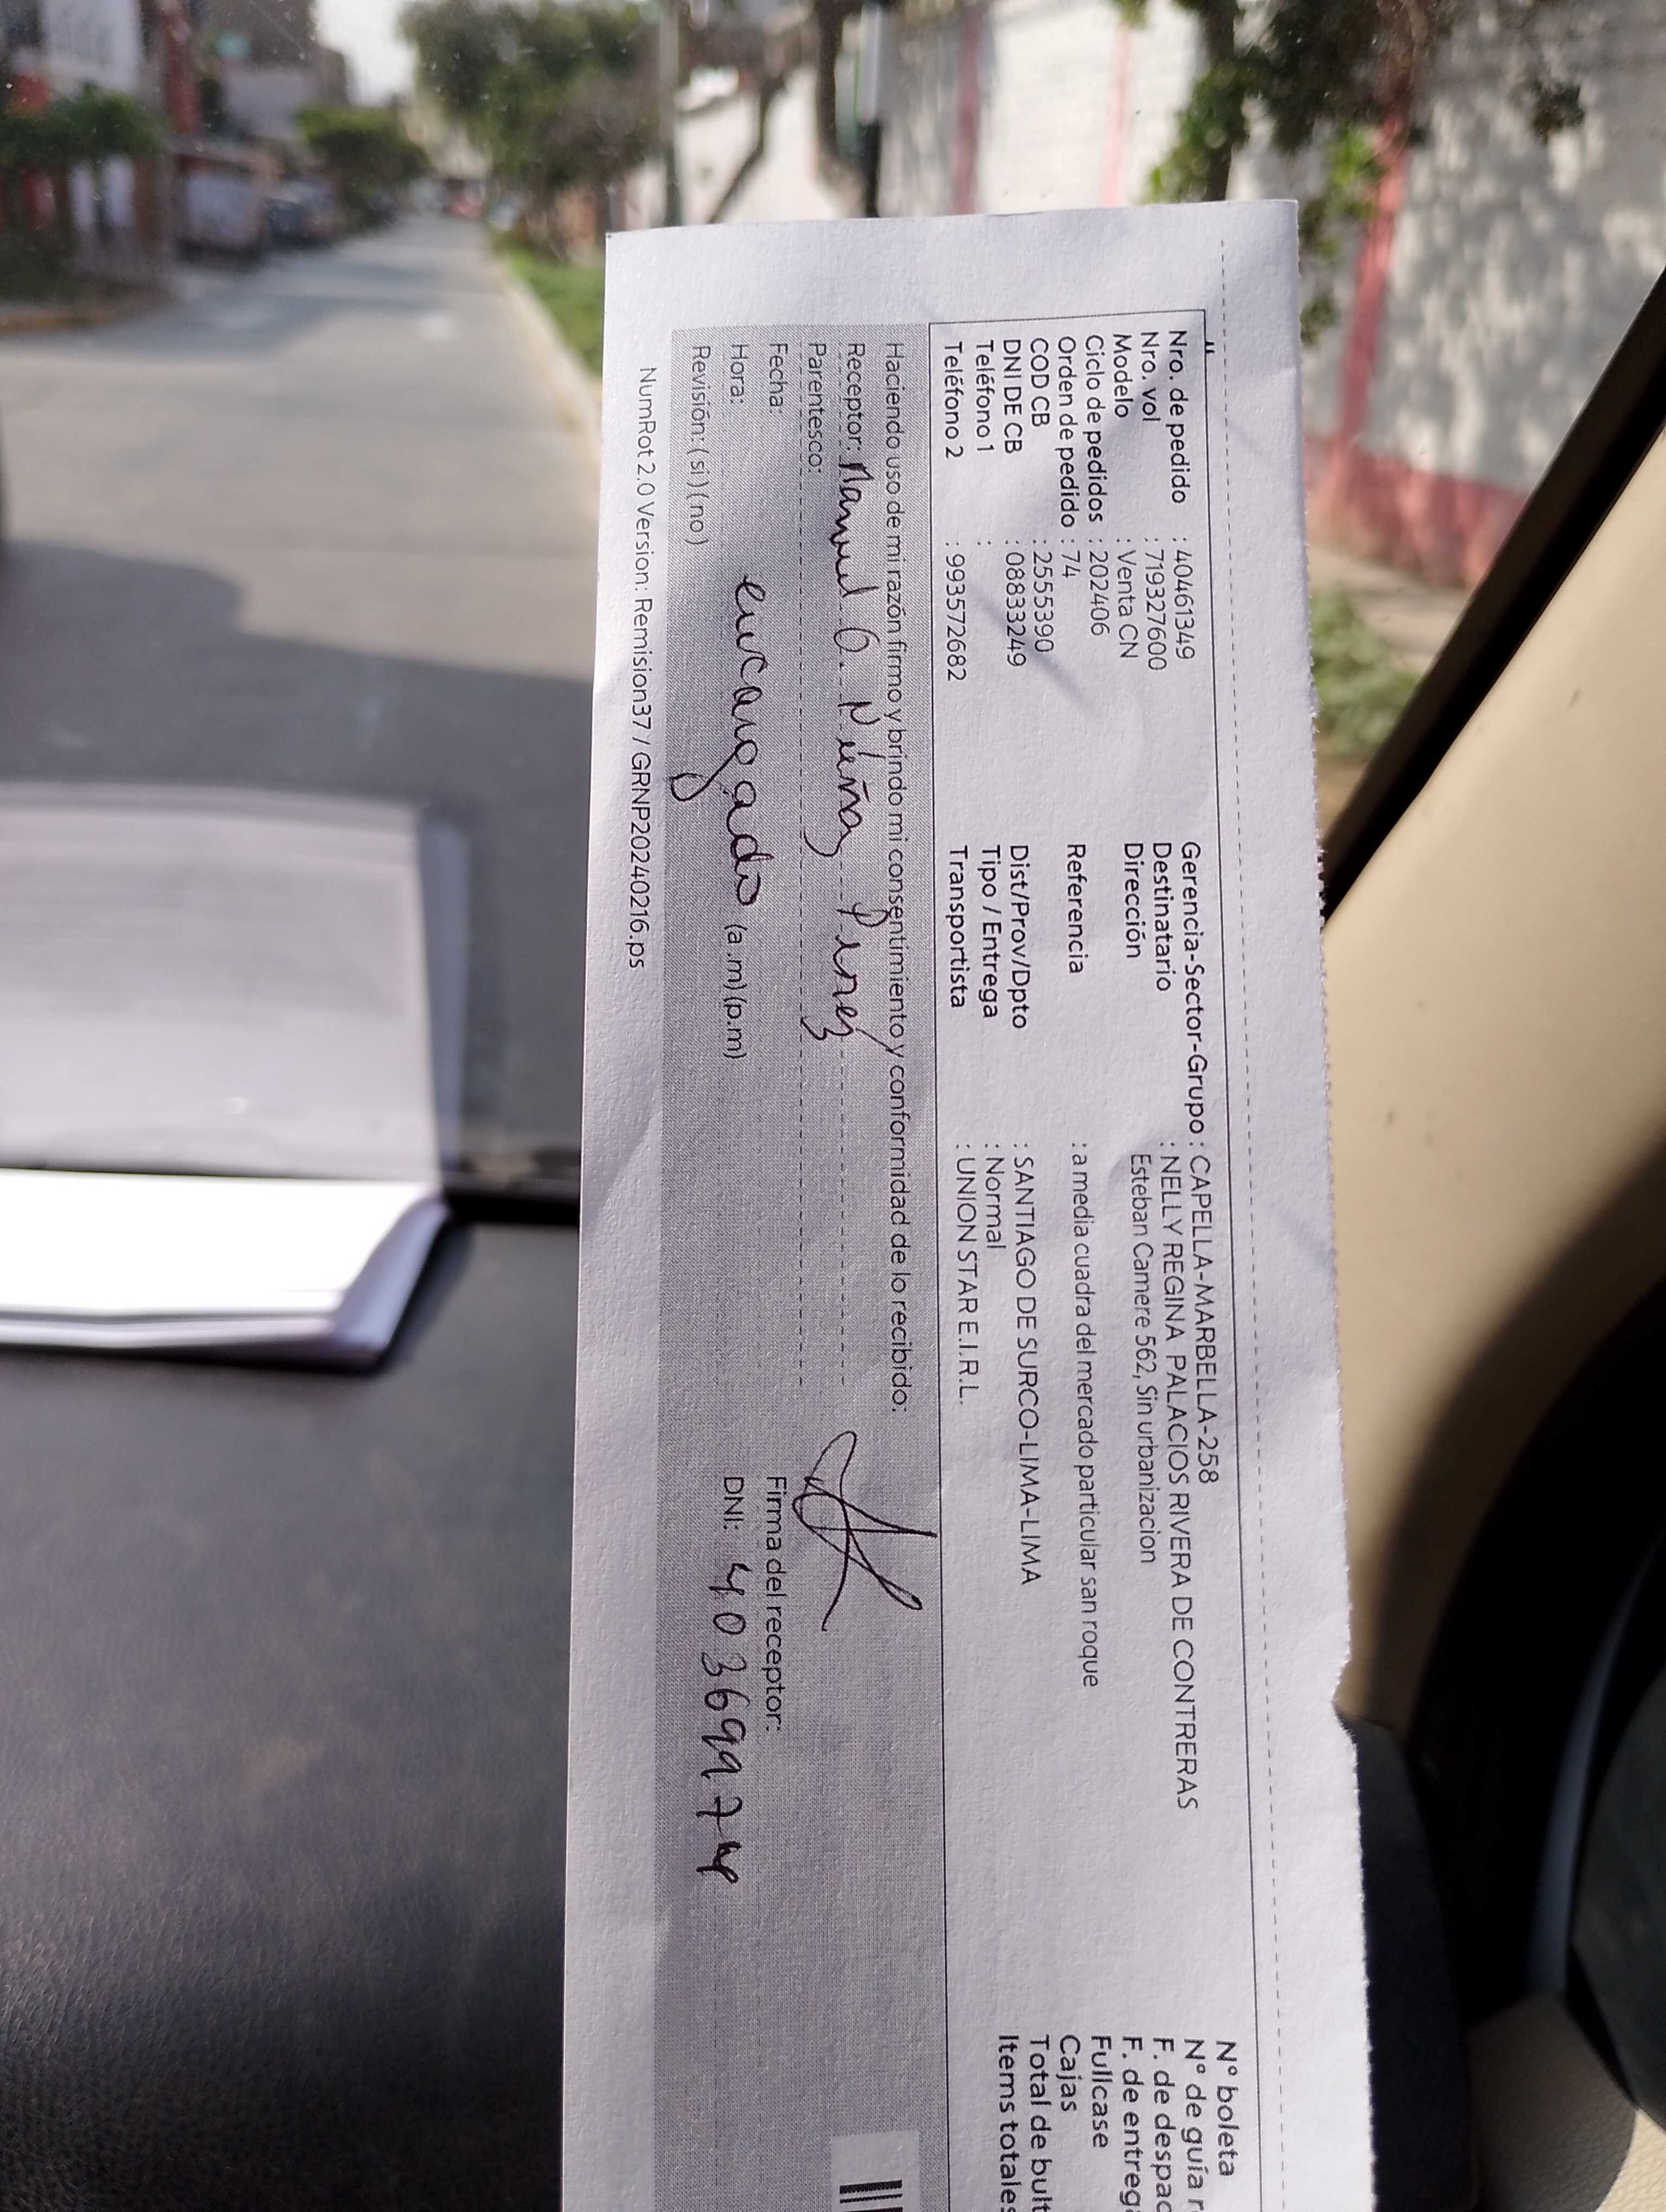 Nro. de pedido : 40461349
Nro. vol : 719327600
Modelo : Venta CN
Ciclo de pedidos : 202406
Orden de pedido : 74
COD CB : 2555390
DNI DE CB : 08833249
Teléfono 1 :
Teléfono 2 : 993572682
Gerencia-Sector-Grupo : CAPELLA-MARBELLA-258
Destinatario : NELLY REGINA PALACIOS RIVERA DE CONTRERAS
Dirección Esteban Camere 562, Sin urbanizacion
Referencia : a media cuadra del mercado particular san roque
Dist/Prov/Dpto : SANTIAGO DE SURCO-LIMA-LIMA
Tipo / Entrega : Normal
Transportista : UNION STAR E.I.R.L.
N° boleta
N° de guía r
F. de despac
F. de entreg
Fullcase
Cajas
Total de bult
Items totales
Haciendo uso de mi razón firmo y brindo mi consentimiento y conformidad de lo recibido:
Receptor: Manuel O.
Parentesco:
Fecha:
Firma del receptor:
Hora: encargado (a.m) (p.m)
DNI: 40369974
Revisión: (si) (no)
NumRot 2.0 Version: Remision37 / GRNP20240216.ps